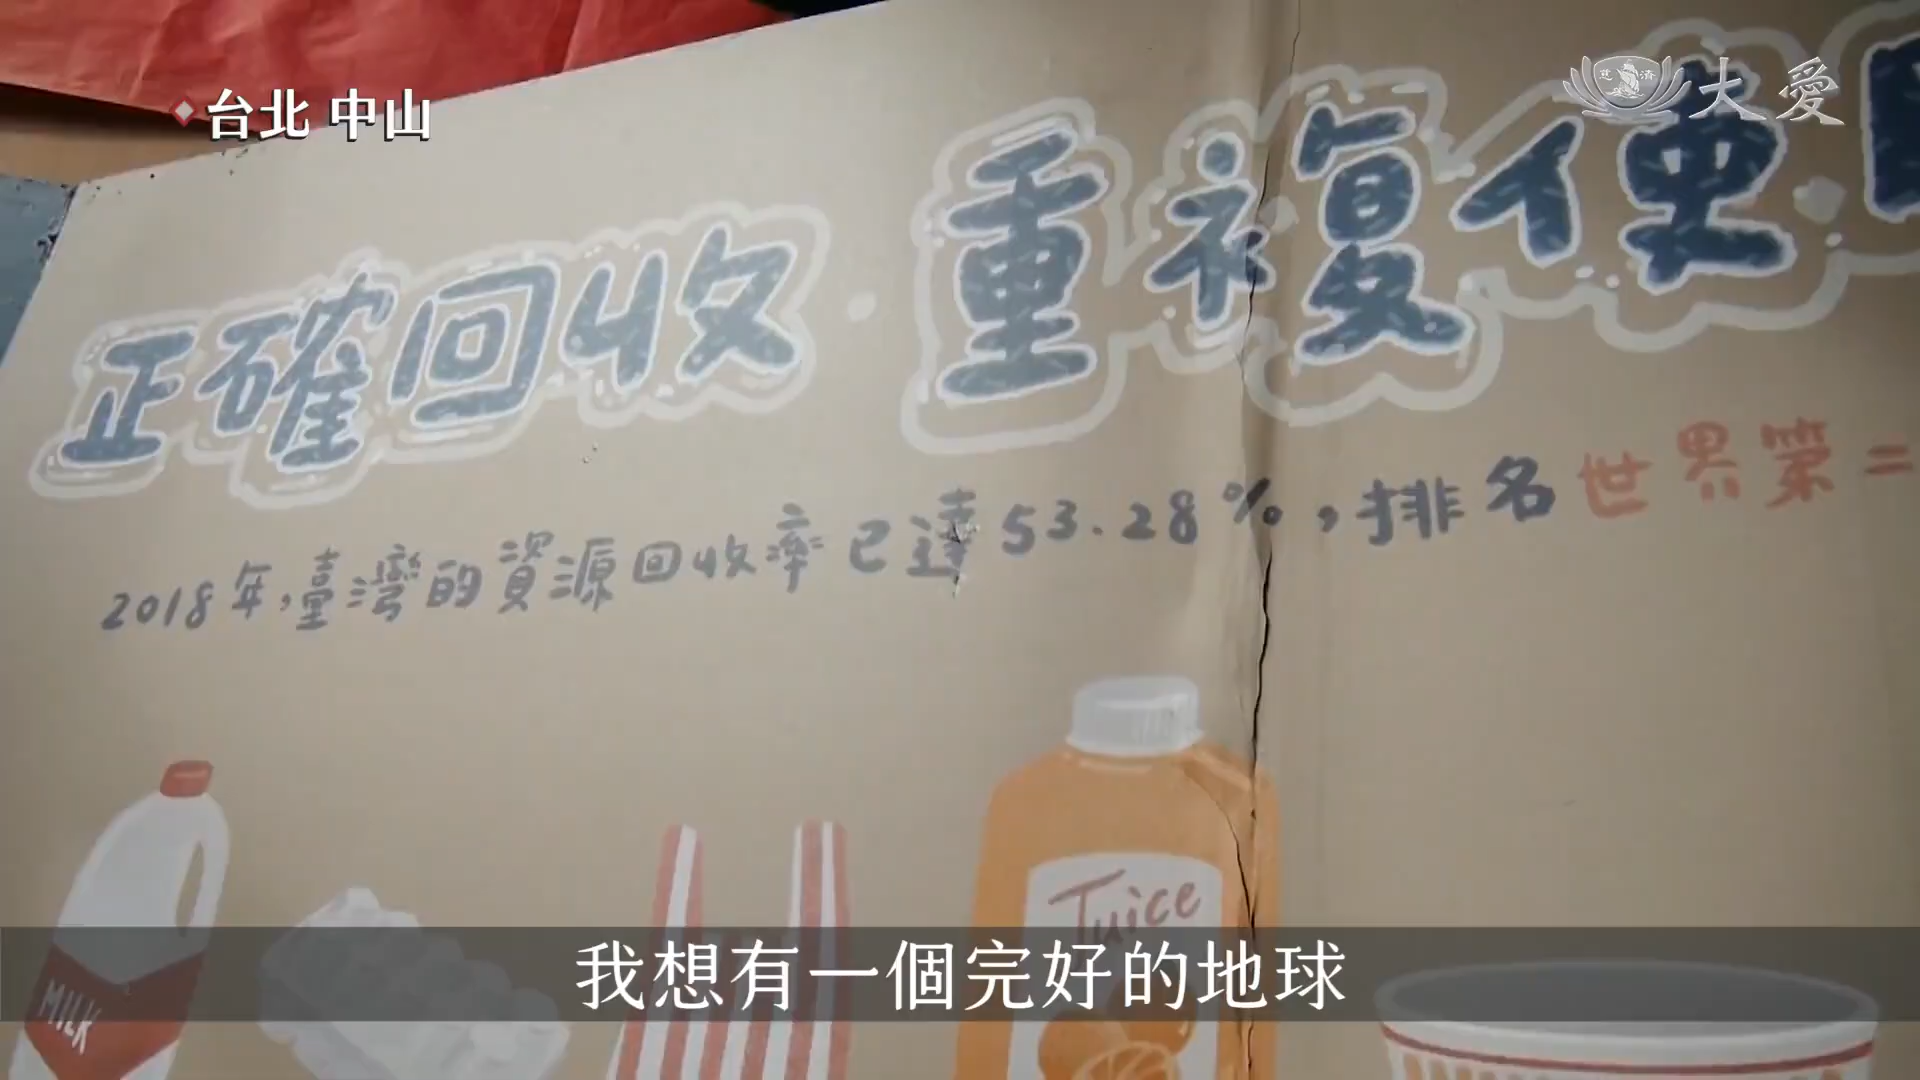 台北 中山
慈濟 大愛
正確回收 重複使
2018年,臺灣的資源回收率已達53.28%,排名世界第二
Juice
MILK
我想有一個完好的地球